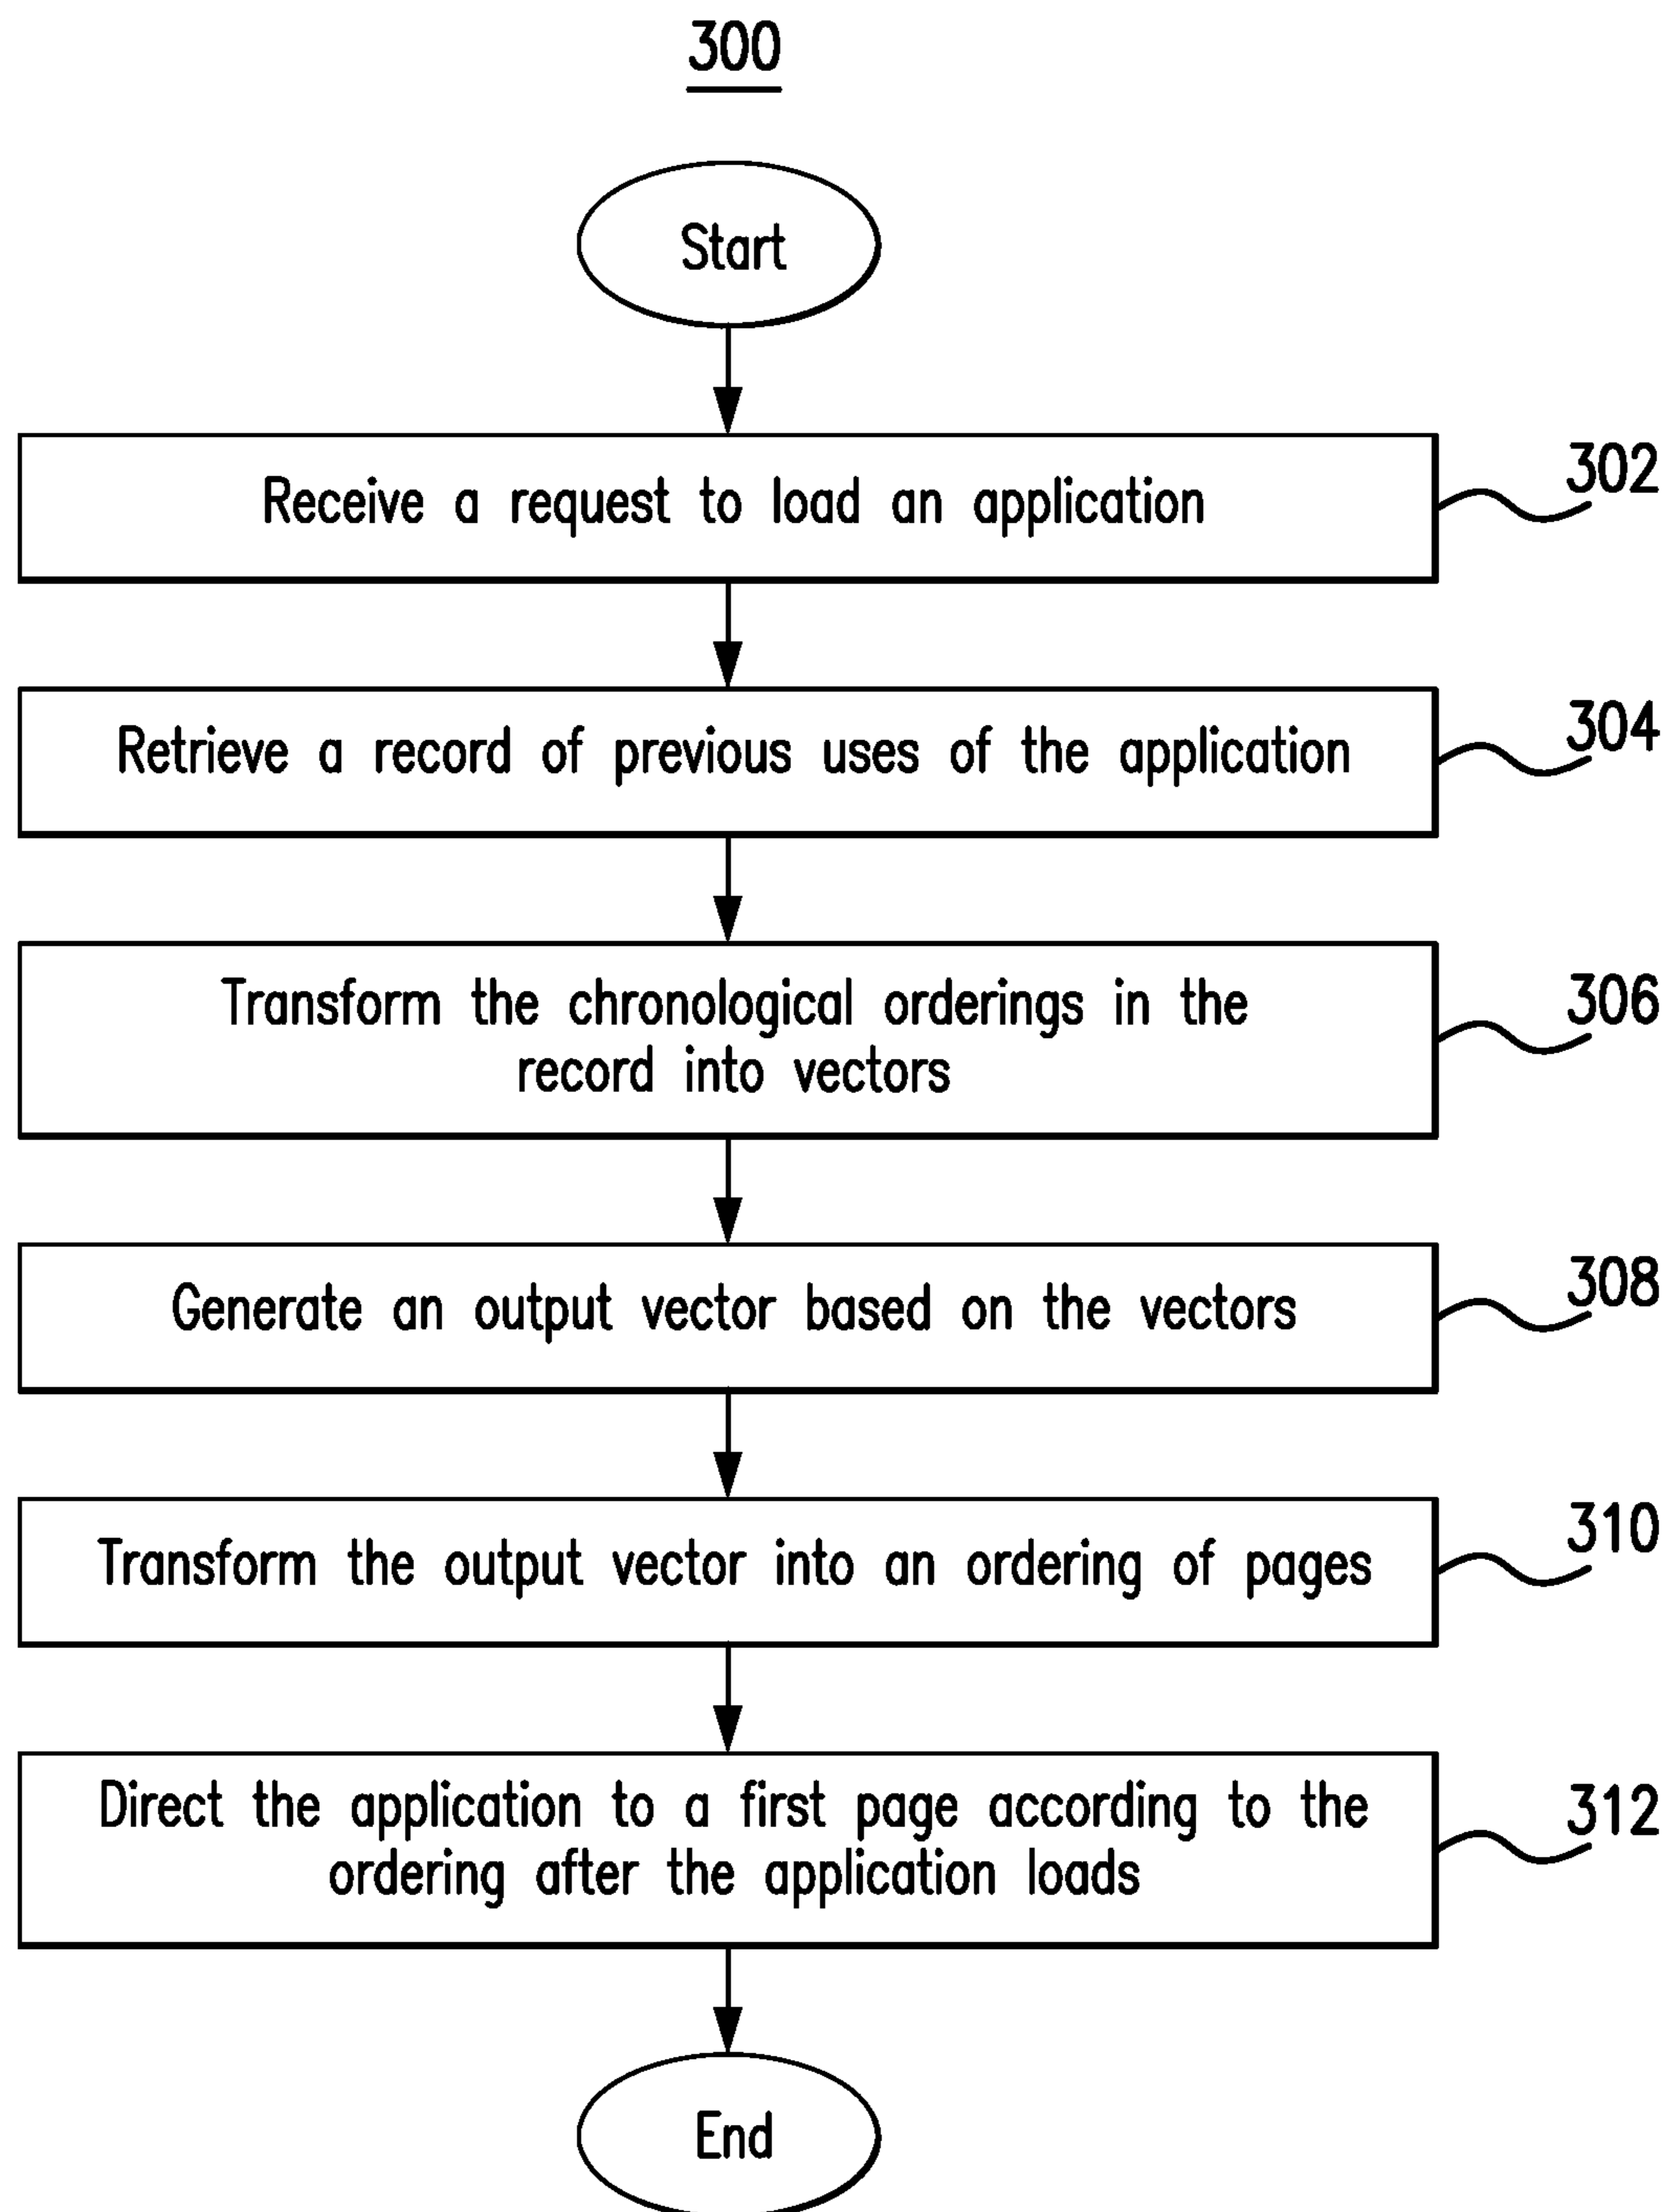 300
Start
Receive a request to load an application
302
Retrieve a record of previous uses of the application
304
Transform the chronological orderings in the
record into vectors
306
Generate an output vector based on the vectors
308
Transform the output vector into an ordering of pages
310
Direct the application to a first page according to the
ordering after the application loads
312
End